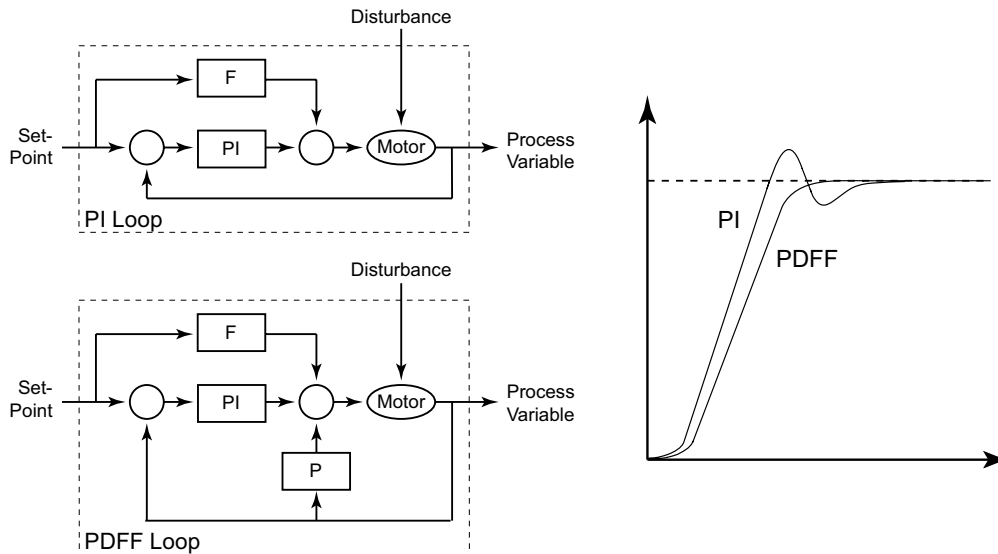 Disturbance
F
Set-
Point
PI
Motor
Process
Variable
PI Loop
Disturbance
F
Set-
Point
PI
Motor
Process
Variable
P
PDFF Loop
PI
PDFF